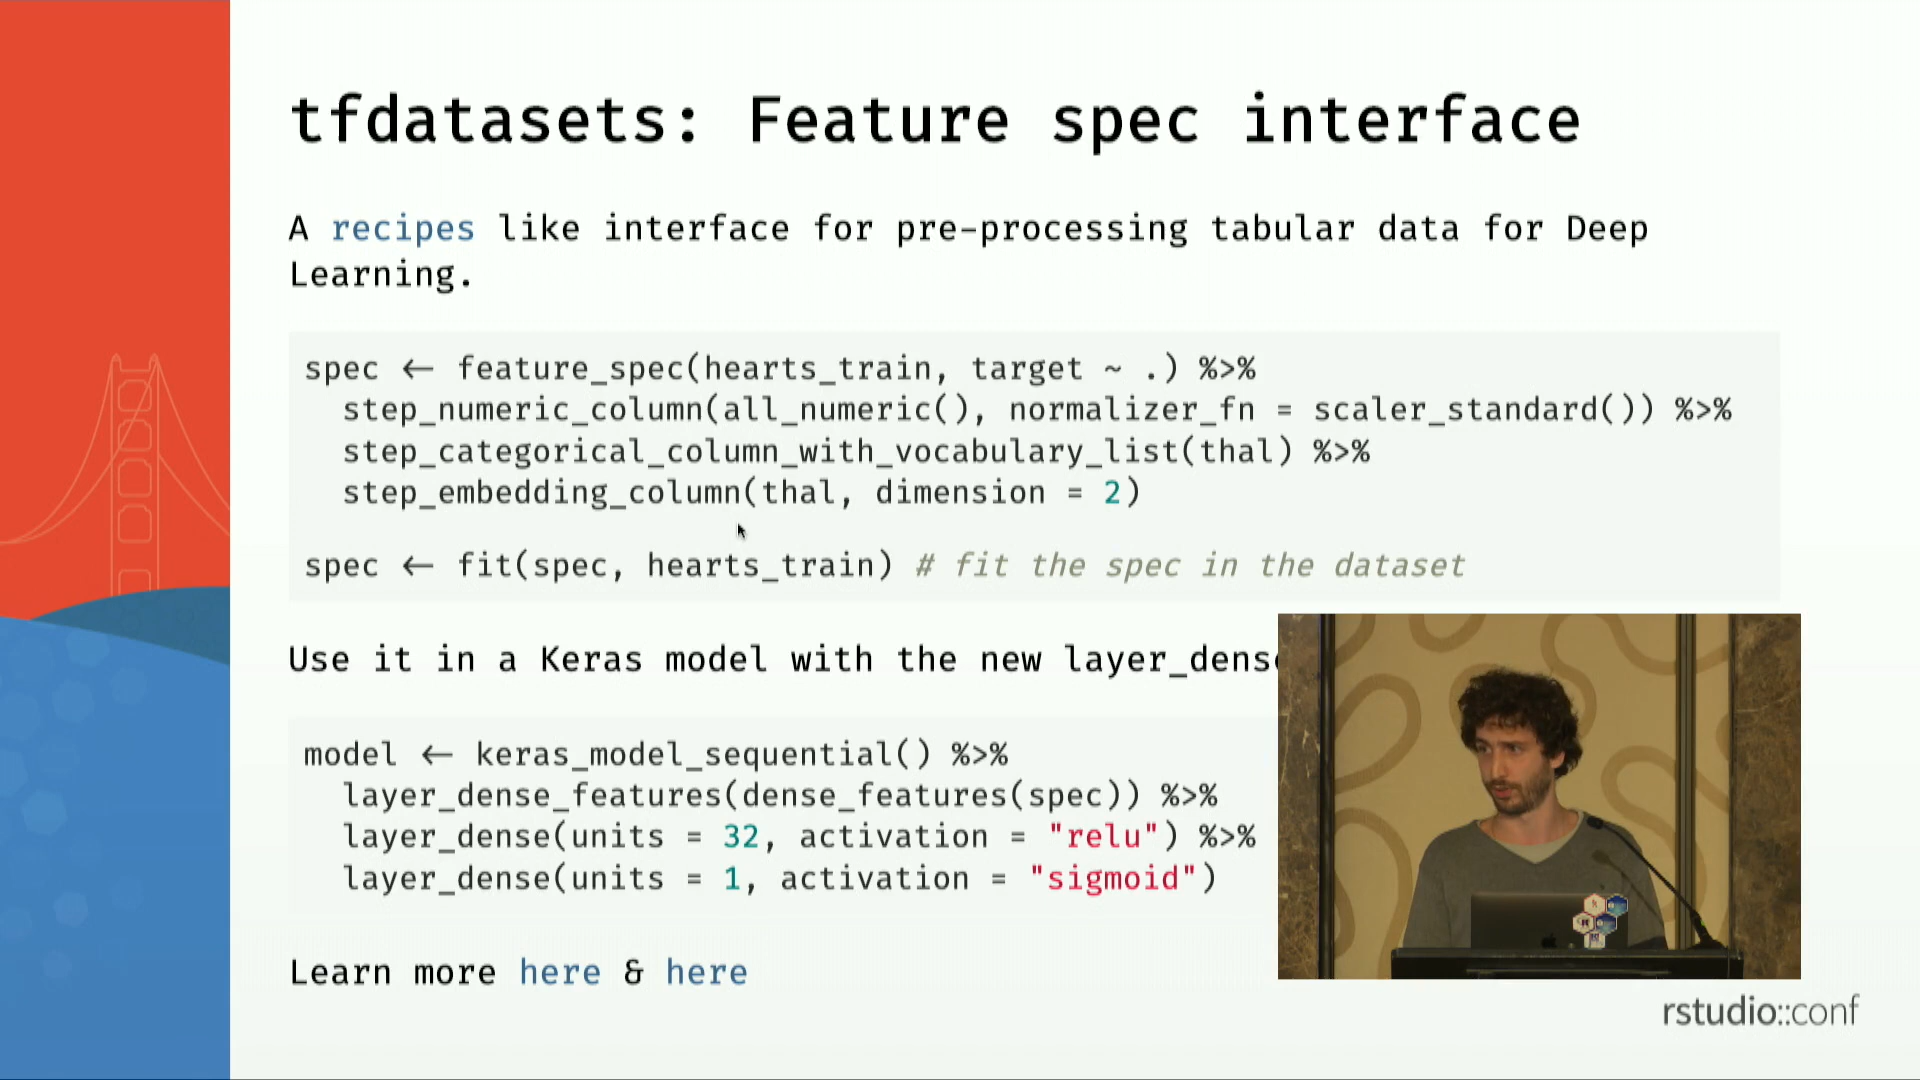 tfdatasets: Feature spec interface
A recipes like interface for pre-processing tabular data for Deep
Learning.
spec ← feature_spec(hearts_train, target ~ .) %>%
step_numeric_column(all_numeric(), normalizer_fn = scaler_standard()) %>%
step_categorical_column_with_vocabulary_list(thal) %>%
step_embedding_column(thal, dimension = 2)
spec ← fit(spec, hearts_train) # fit the spec in the dataset
Use it in a Keras model with the new
model ← keras_model_sequential() %>%
layer_dense_features(dense_features(spec)) %>%
layer_dense(units = 32, activation = "relu") %>%
layer_dense(units = 1, activation = "sigmoid")
Learn more here & here
rstudio::conf